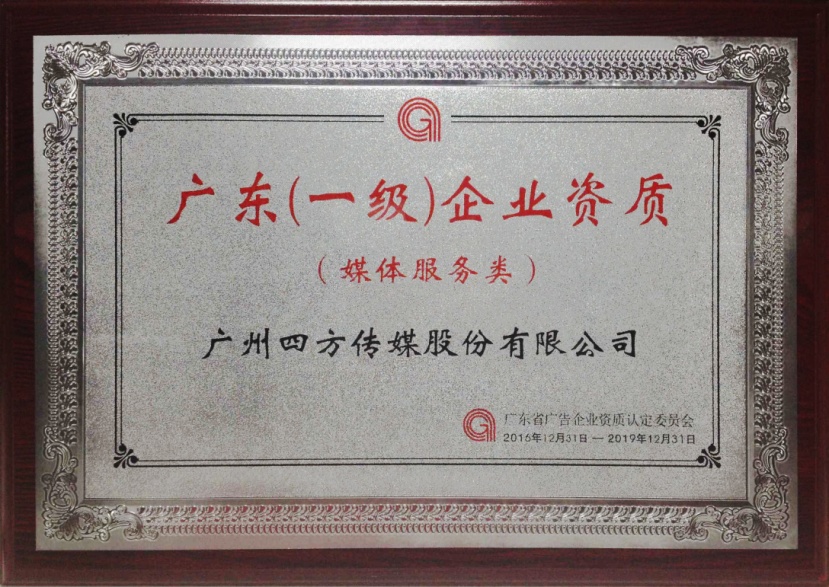 广东(一级)企业资质
(媒体服务类)
广州四方传媒股份有限公司
广东省广告企业资质认定委员会
2016年12月31日 — 2019年12月31日